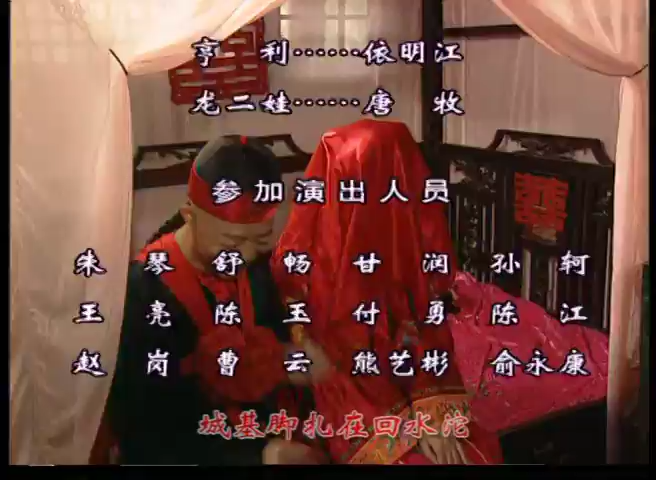 亨 利……依明江
龙二娃……唐 牧
参加演出人员
朱 琴 舒 畅 甘 润 孙 轲
王 亮 陈 玉 付 勇 陈 江
赵 岗 曹 云 熊艺彬 俞永康
城基脚扎在回水沱